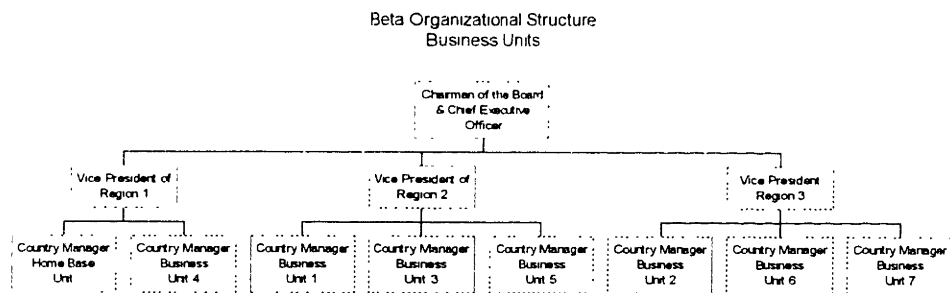 Beta Organizational Structure
Business Units
Chairman of the Board
& Chief Executive
Officer
Vice President of
Region 1
Vice President of
Region 2
Vice President
Region 3
Country Manager
Home Base
Unit
Country Manager
Business
Unit 4
Country Manager
Business
Unit 1
Country Manager
Business
Unit 3
Country Manager
Business
Unit 5
Country Manager
Business
Unit 2
Country Manager
Business
Unit 6
Country Manager
Business
Unit 7